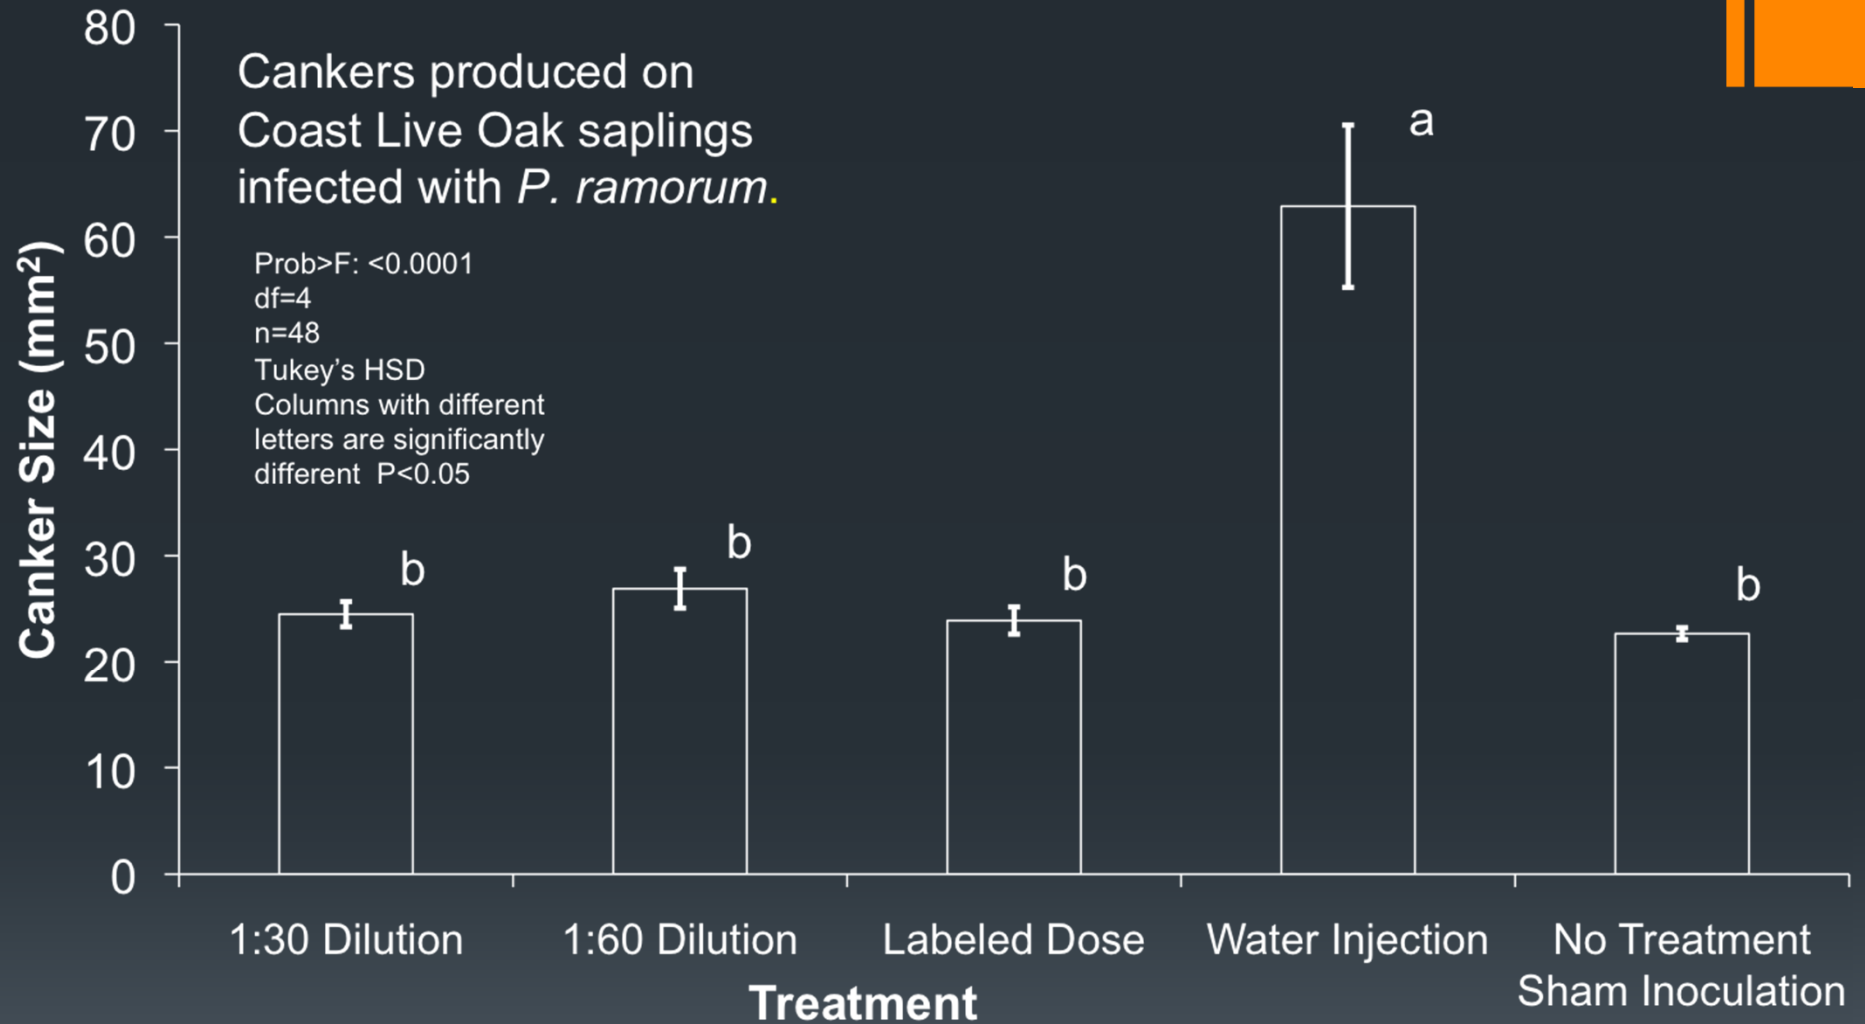 80
70
60
50
40
30
20
10
0
Canker Size (mm²)
Cankers produced on
Coast Live Oak saplings
infected with P. ramorum.
Prob>F: <0.0001
df=4
n=48
Tukey’s HSD
Columns with different
letters are significantly
different  P<0.05
b
b
b
a
b
1:30 Dilution
1:60 Dilution
Labeled Dose
Water Injection
No Treatment
Sham Inoculation
Treatment